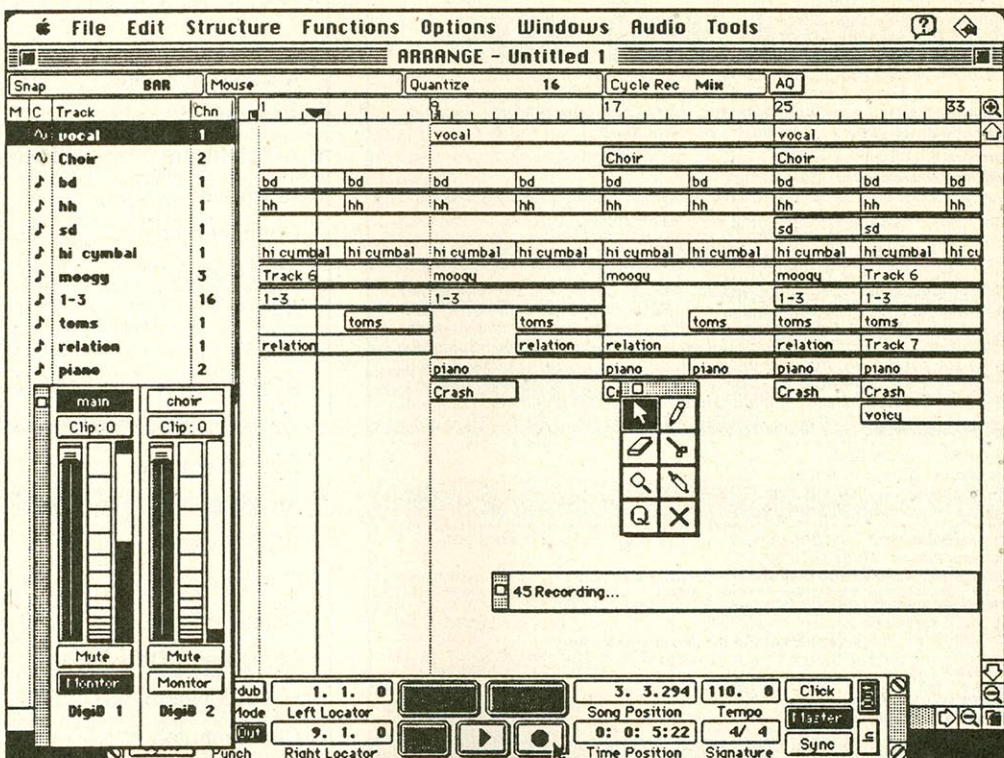 File Edit Structure Functions Options Windows Audio Tools
ARRANGE - Untitled 1
Snap BAR Mouse Quantize 16 Cycle Rec Mix AQ
M C Track Chn 1 9 17 25 33
vocal 1 vocal vocal
Choir 2 Choir Choir
bd 1 bd bd bd bd bd bd bd bd bd
hh 1 hh hh hh hh hh hh hh hh hh
sd 1 sd sd
hi cymbal 1 hi cymbal hi cymbal hi cymbal hi cymbal hi cymbal hi cymbal hi cymbal hi cymbal hi cy
moogy 3 Track 6 moogy moogy moogy Track 6
1-3 16 1-3 1-3 1-3 1-3
toms 1 toms toms toms toms toms
relation 1 relation relation relation relation Track 7
piano 2 piano piano piano piano piano piano
Crash Cr Crash Crash
main choir voicy
Clip: 0 Clip: 0
Q
45 Recording...
Mute Mute
Monitor Monitor
DigiB 1 DigiB 2
dub 1. 1. 0 3. 3.294 110. 0 Click
Mode Left Locator Song Position Tempo Master
Out 9. 1. 0 0: 0: 5:22 4/ 4 Sync
Punch Right Locator Time Position Signature